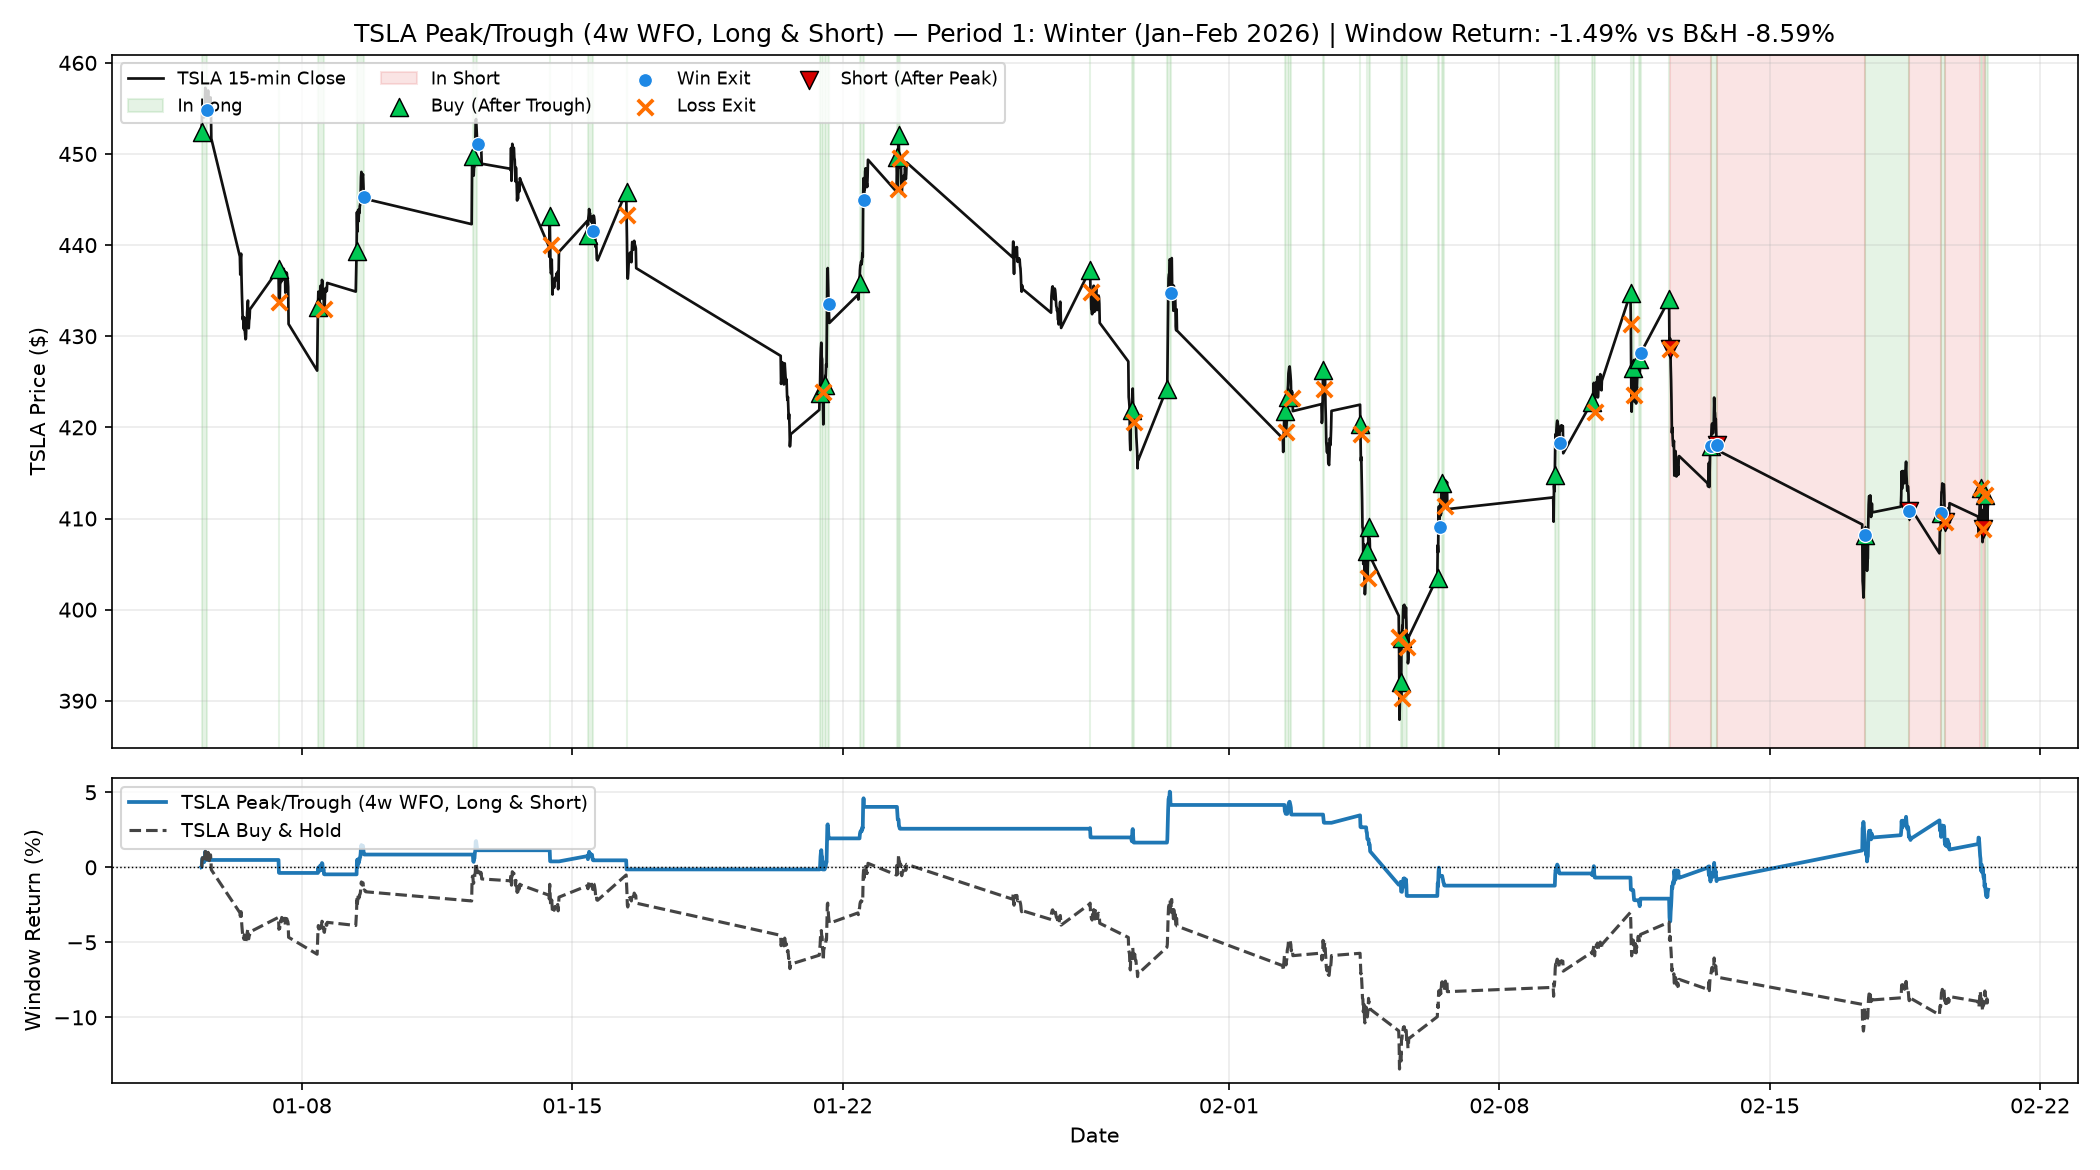 TSLA Peak/Trough (4w WFO, Long & Short) — Period 1: Winter (Jan–Feb 2026) | Window Return: -1.49% vs B&H -8.59%
TSLA 15-min Close
In Long
In Short
Buy (After Trough)
Win Exit
Loss Exit
Short (After Peak)
TSLA Price ($)
460
450
440
430
420
410
400
390
TSLA Peak/Trough (4w WFO, Long & Short)
TSLA Buy & Hold
Window Return (%)
5
0
−5
−10
01-08
01-15
01-22
02-01
02-08
02-15
02-22
Date